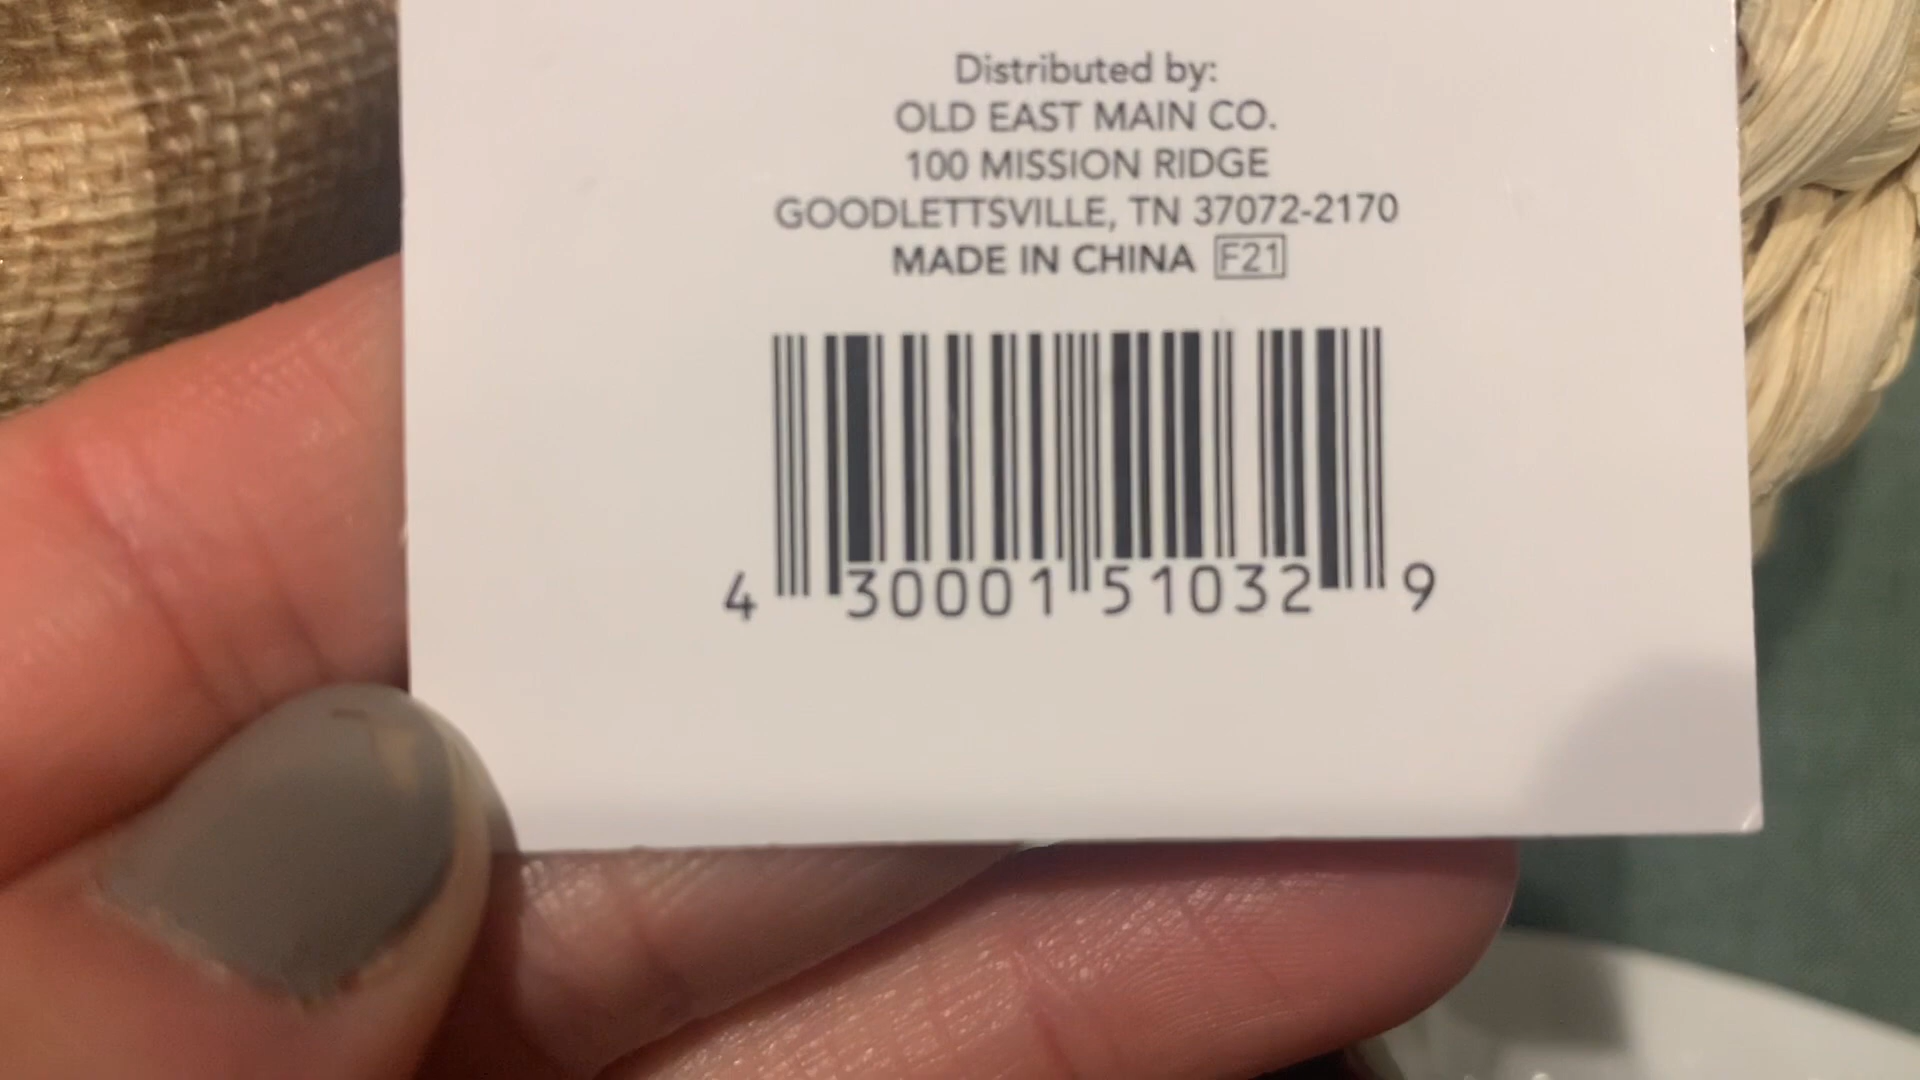 Distributed by:
OLD EAST MAIN CO.
100 MISSION RIDGE
GOODLETTSVILLE, TN 37072-2170
MADE IN CHINA F21
4 30001 51032 9